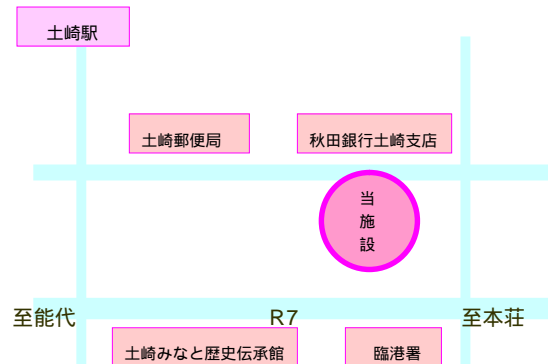 土崎駅
土崎郵便局
秋田銀行土崎支店
当
施
設
至能代
R7
至本荘
土崎みなと歴史伝承館
臨港署